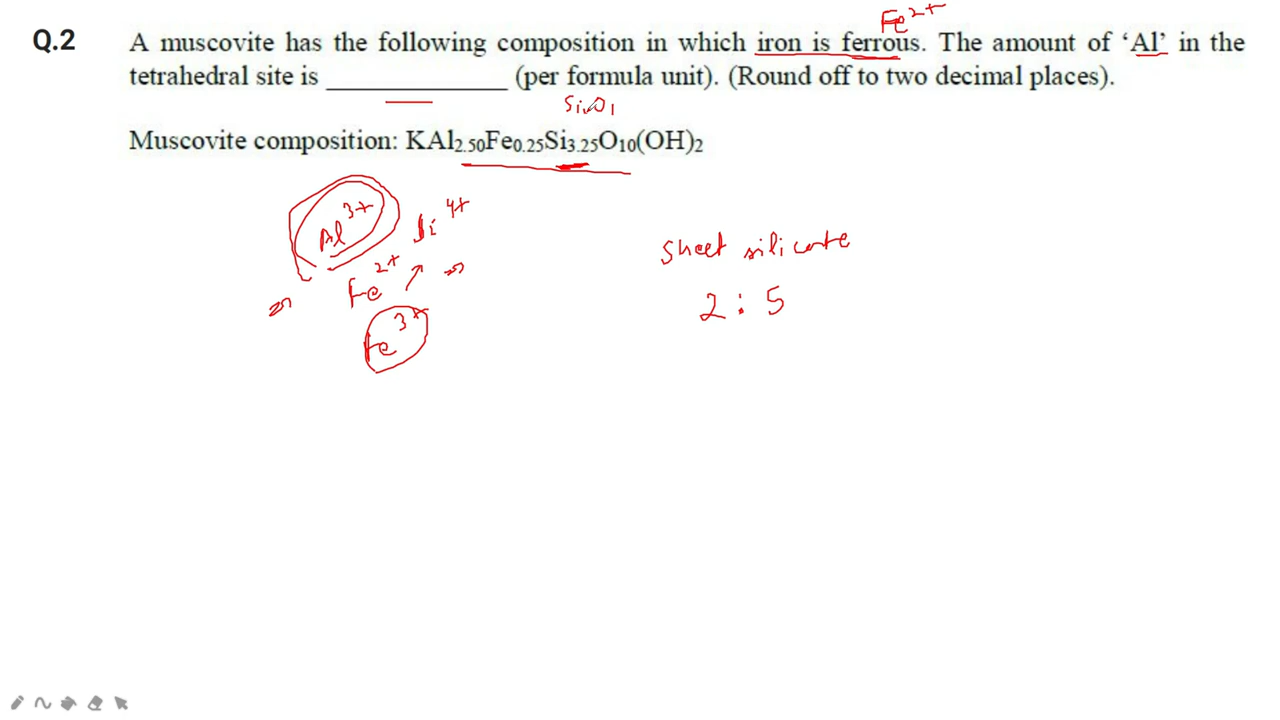 Fe²⁺
Q.2 A muscovite has the following composition in which iron is ferrous. The amount of ‘Al’ in the
tetrahedral site is ____________ (per formula unit). (Round off to two decimal places).
Muscovite composition: KAl₂.₅₀Fe₀.₂₅Si₃.₂₅O₁₀(OH)₂
Al³⁺ Si⁴⁺
Fe²⁺
Fe³⁺
Sheet silicate
2 : 5